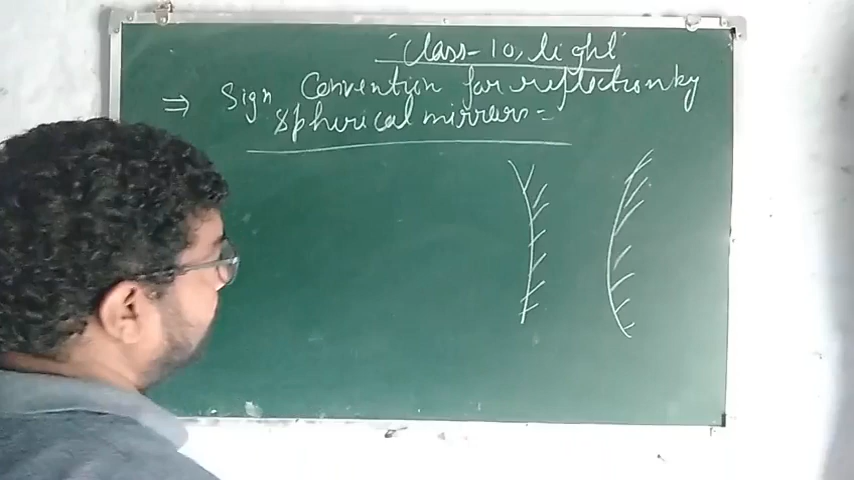 "Class-10, light"
⇒ Sign Convention for reflection by
spherical mirrors-